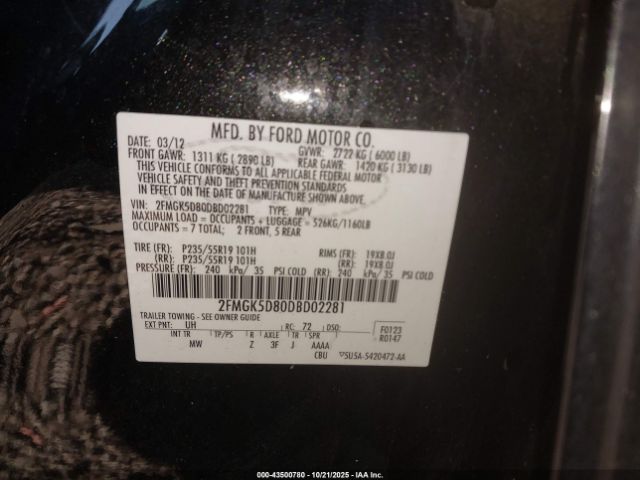 MFD. BY FORD MOTOR CO.
DATE: 03/12 GVWR: 2722 KG ( 6000 LB)
FRONT GAWR: 1311 KG ( 2890 LB) REAR GAWR: 1420 KG ( 3130 LB)
THIS VEHICLE CONFORMS TO ALL APPLICABLE FEDERAL MOTOR
VEHICLE SAFETY AND THEFT PREVENTION STANDARDS
IN EFFECT ON THE DATE OF MANUFACTURE SHOWN ABOVE.
VIN: 2FMGK5D80DBD02281 TYPE: MPV
MAXIMUM LOAD = OCCUPANTS + LUGGAGE = 526KG/1160LB
OCCUPANTS = 7 TOTAL; 2 FRONT, 5 REAR
TIRE (FR): P235/55R19 101H RIMS (FR): 19X8.0J
(RR): P235/55R19 101H (RR): 19X8.0J
PRESSURE (FR): 240 kPa/ 35 PSI COLD (RR): 240 kPa/ 35 PSI COLD
2FMGK5D80DBD02281
TRAILER TOWING - SEE OWNER GUIDE
EXT PNT: UH RC: 72 DSO: F0123
INT TR TP/PS R AXLE TR SPR R0147
MW Z 3F J AAAA
CBU 5U5A-5420472-AA
000-43500780 - 10/21/2025 - IAA Inc.